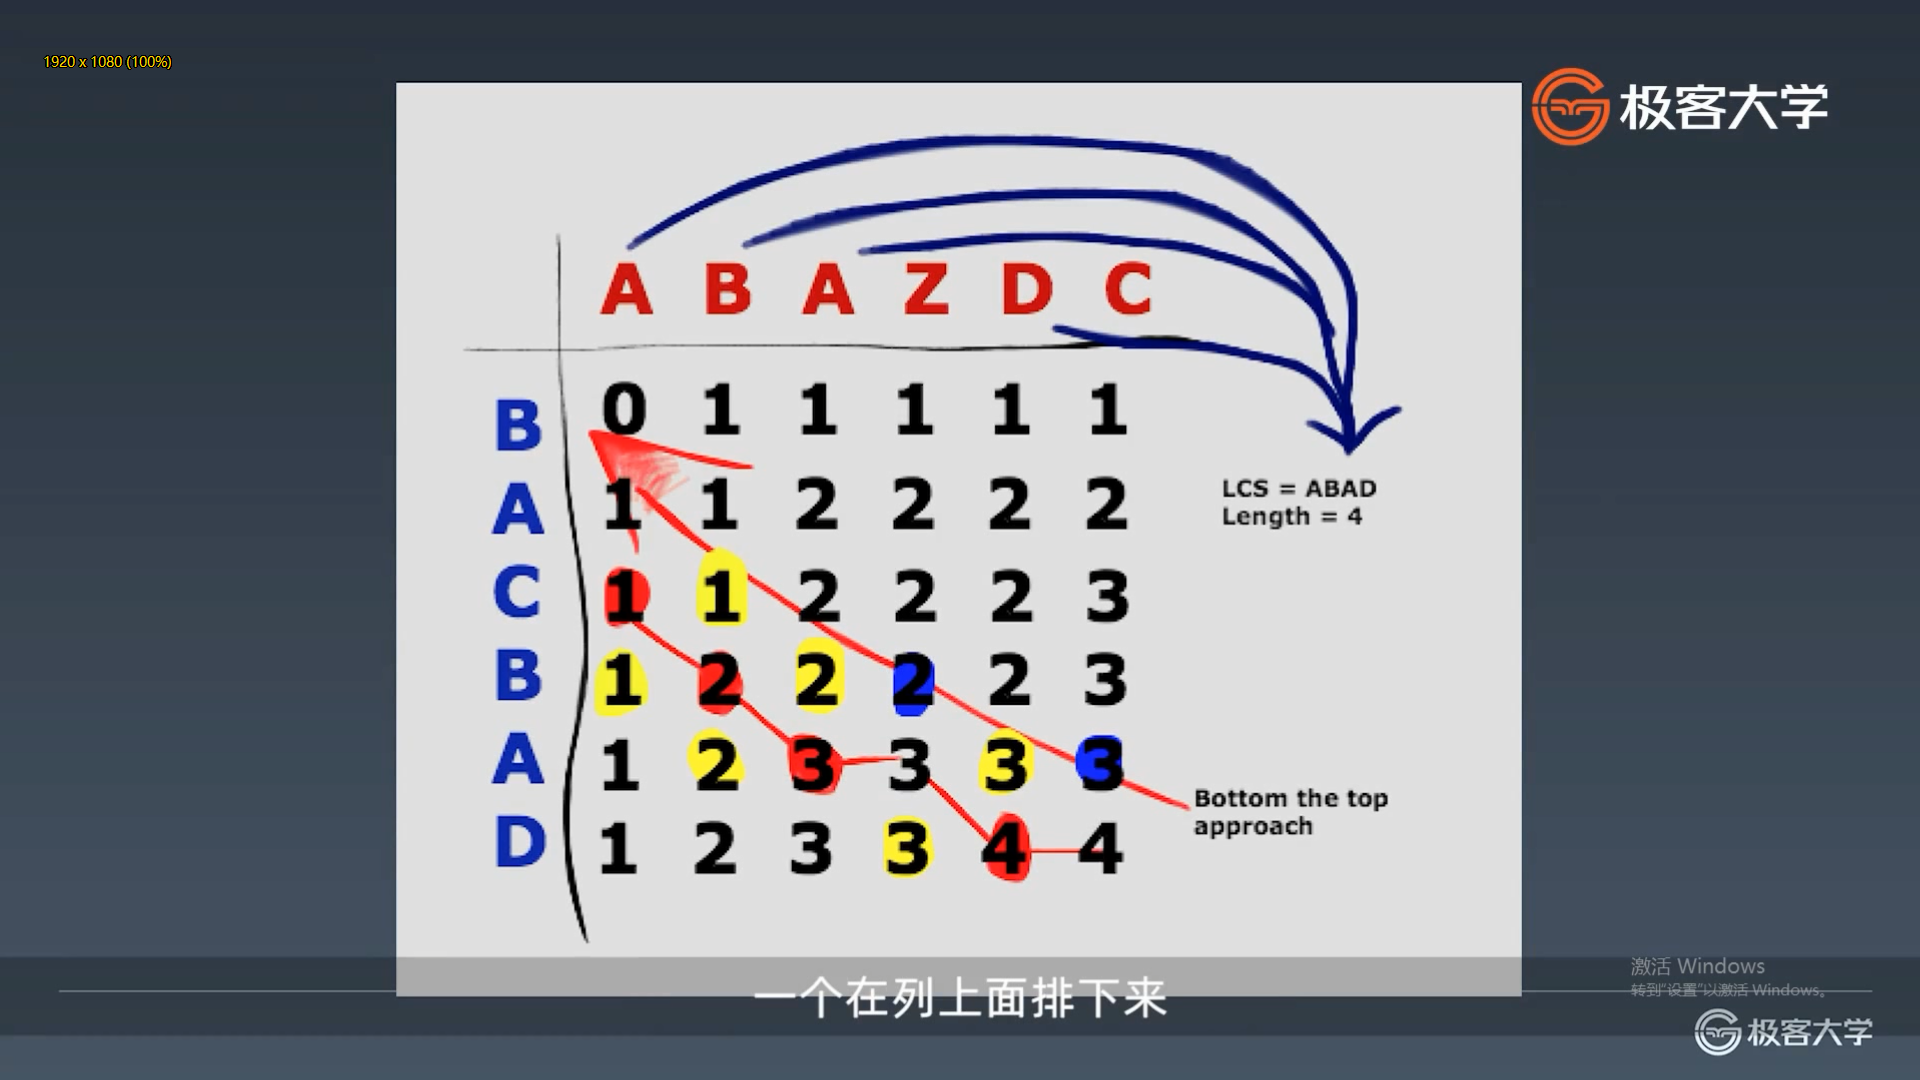 1920 x 1080 (100%)
极客大学
A B A Z D C
B 0 1 1 1 1 1
A 1 1 2 2 2 2
C 1 1 2 2 2 3
B 1 2 2 2 2 3
A 1 2 3 3 3 3
D 1 2 3 3 4 4
LCS = ABAD
Length = 4
Bottom the top
approach
一个在列上面排下来
激活 Windows
转到"设置"以激活 Windows。
极客大学